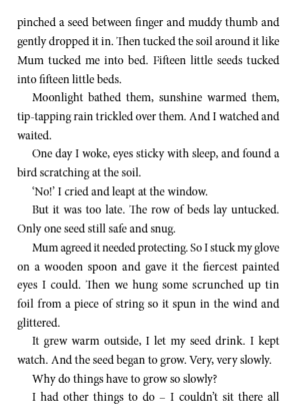 pinched a seed between finger and muddy thumb and
gently dropped it in. Then tucked the soil around it like
Mum tucked me into bed. Fifteen little seeds tucked
into fifteen little beds.
Moonlight bathed them, sunshine warmed them,
tip-tapping rain trickled over them. And I watched and
waited.
One day I woke, eyes sticky with sleep, and found a
bird scratching at the soil.
‘No!’ I cried and leapt at the window.
But it was too late. The row of beds lay untucked.
Only one seed still safe and snug.
Mum agreed it needed protecting. So I stuck my glove
on a wooden spoon and gave it the fiercest painted
eyes I could. Then we hung some scrunched up tin
foil from a piece of string so it spun in the wind and
glittered.
It grew warm outside, I let my seed drink. I kept
watch. And the seed began to grow. Very, very slowly.
Why do things have to grow so slowly?
I had other things to do – I couldn’t sit there all